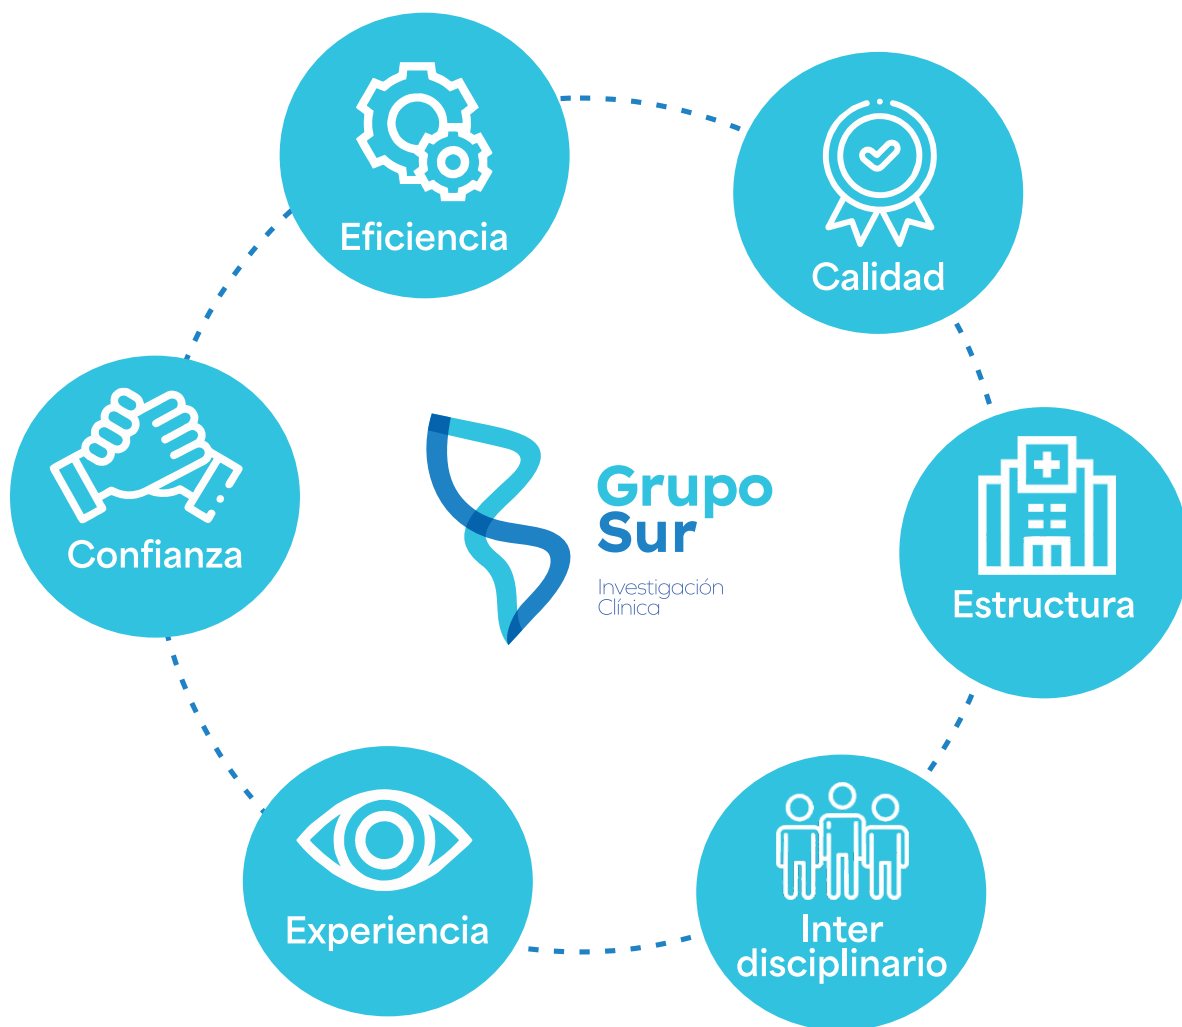 Eficiencia
Calidad
Confianza
Grupo
Sur
Investigación
Clínica
Estructura
Experiencia
Inter
disciplinario